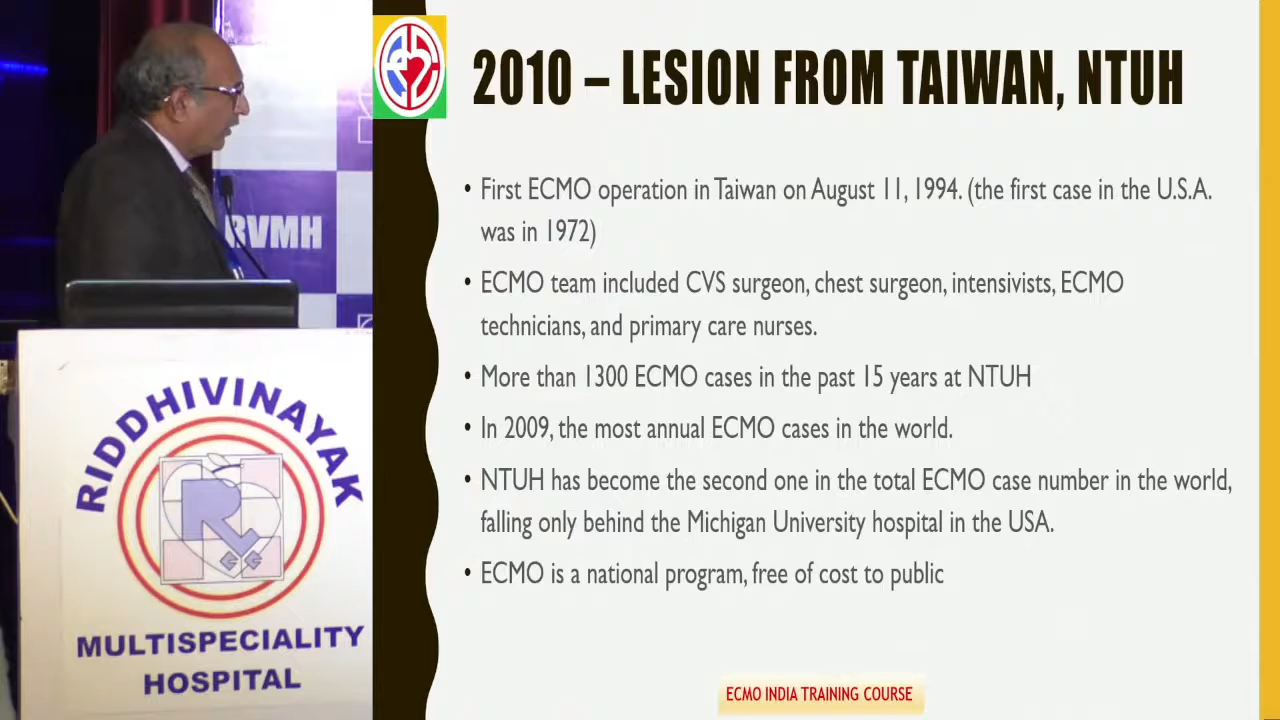 2010 – LESION FROM TAIWAN, NTUH
• First ECMO operation in Taiwan on August 11, 1994. (the first case in the U.S.A.
was in 1972)
• ECMO team included CVS surgeon, chest surgeon, intensivists, ECMO
technicians, and primary care nurses.
• More than 1300 ECMO cases in the past 15 years at NTUH
• In 2009, the most annual ECMO cases in the world.
• NTUH has become the second one in the total ECMO case number in the world,
falling only behind the Michigan University hospital in the USA.
• ECMO is a national program, free of cost to public
ECMO INDIA TRAINING COURSE
RVMH
RIDDHIVINAYAK
R
MULTISPECIALITY
HOSPITAL